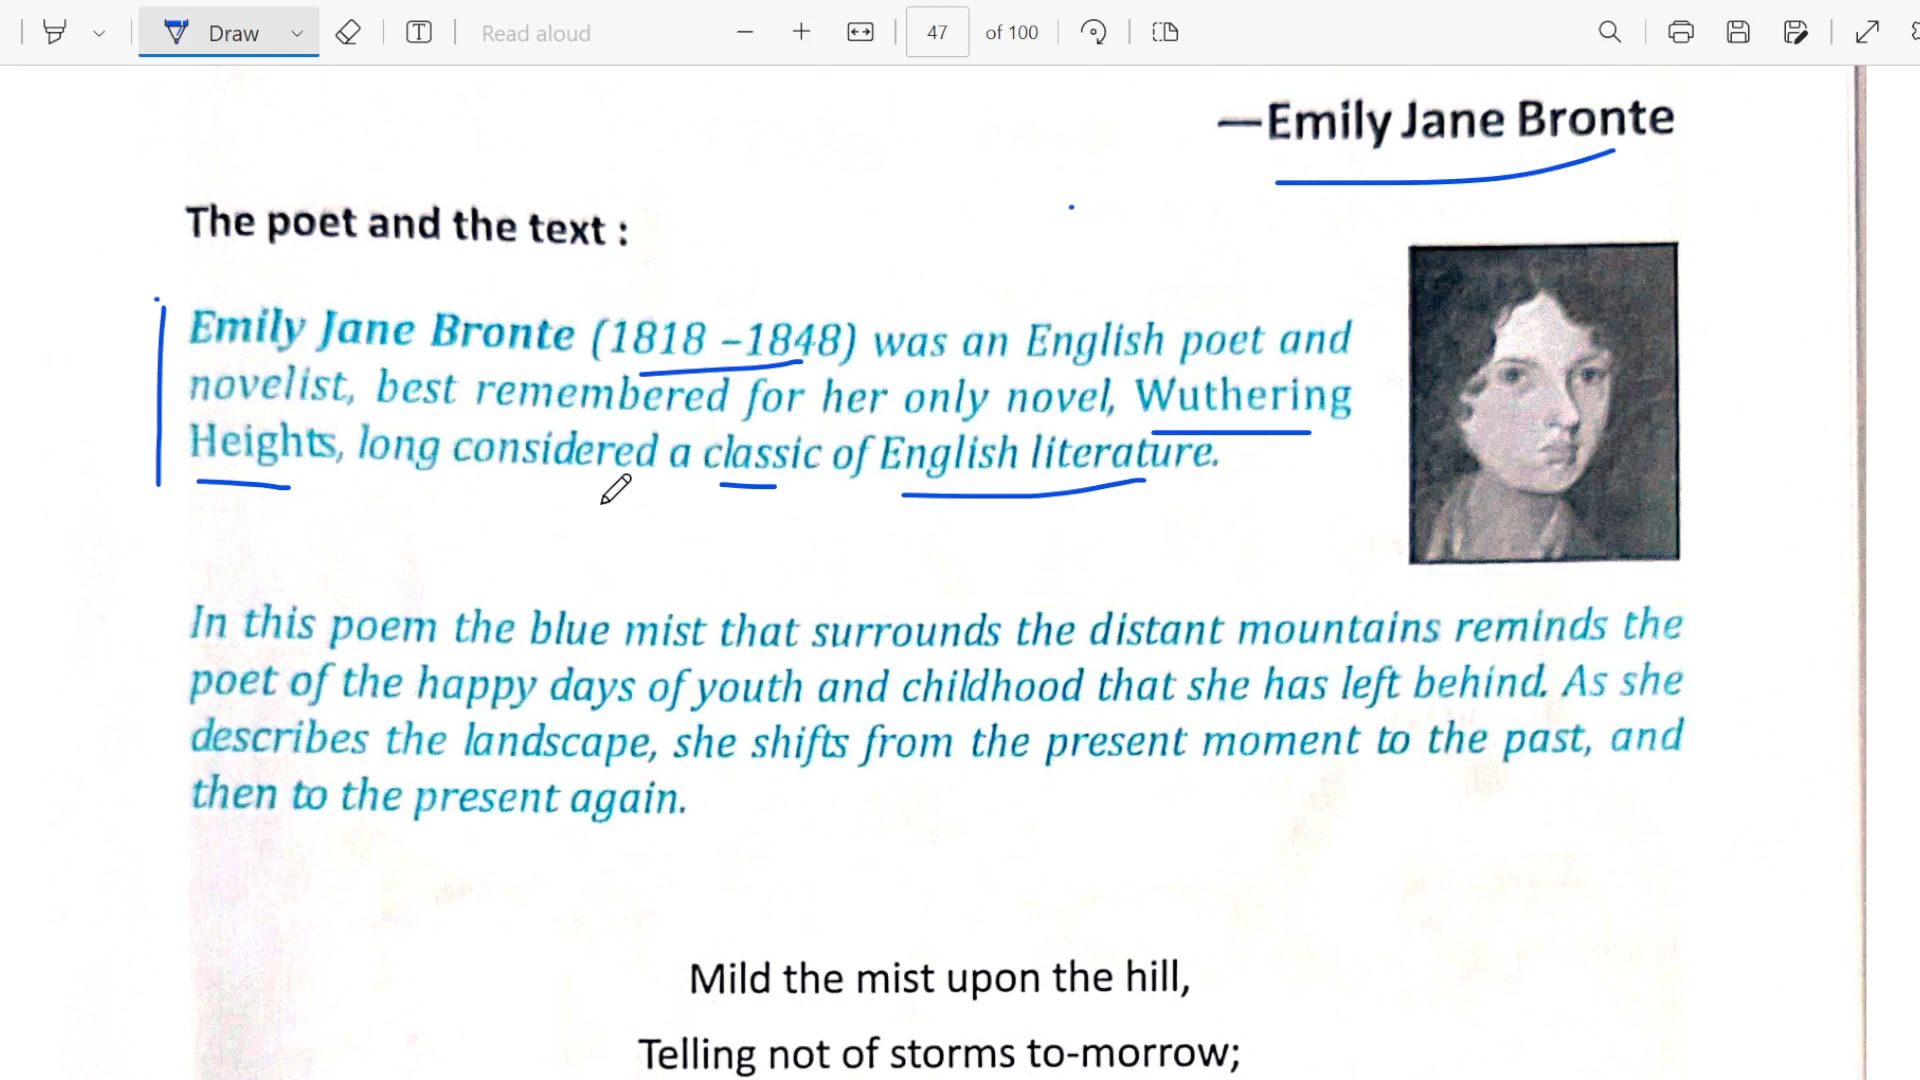 Draw
Read aloud
47 of 100
—Emily Jane Bronte
The poet and the text :
Emily Jane Bronte (1818 –1848) was an English poet and
novelist, best remembered for her only novel, Wuthering
Heights, long considered a classic of English literature.
In this poem the blue mist that surrounds the distant mountains reminds the
poet of the happy days of youth and childhood that she has left behind. As she
describes the landscape, she shifts from the present moment to the past, and
then to the present again.
Mild the mist upon the hill,
Telling not of storms to-morrow;